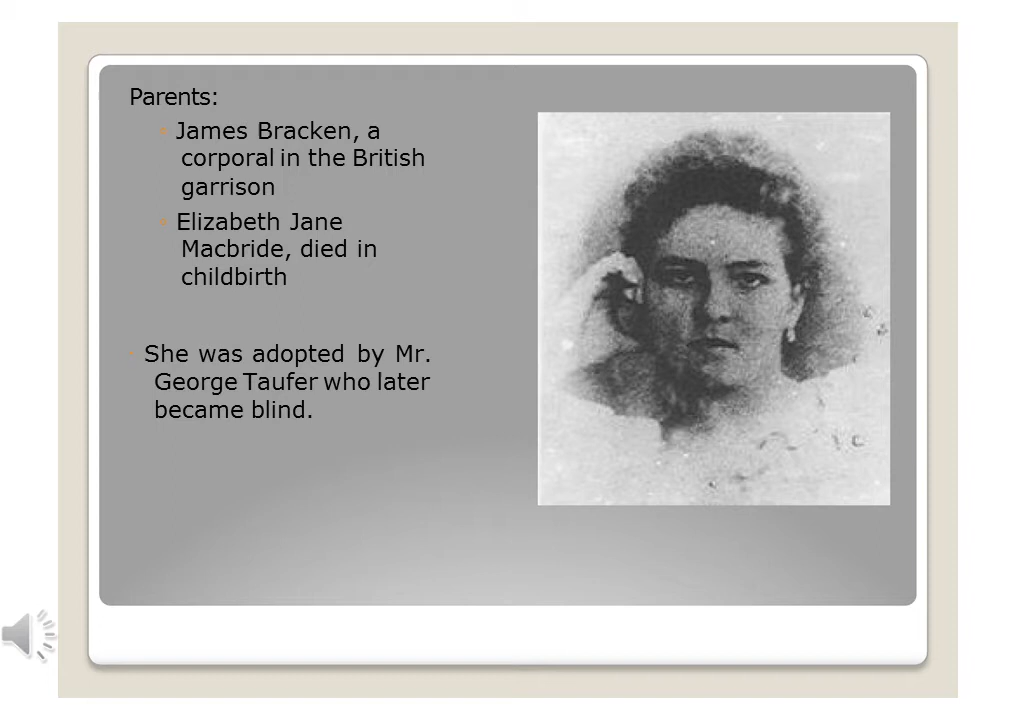 Parents:
◦ James Bracken, a
corporal in the British
garrison
◦ Elizabeth Jane
Macbride, died in
childbirth
◦ She was adopted by Mr.
George Taufer who later
became blind.